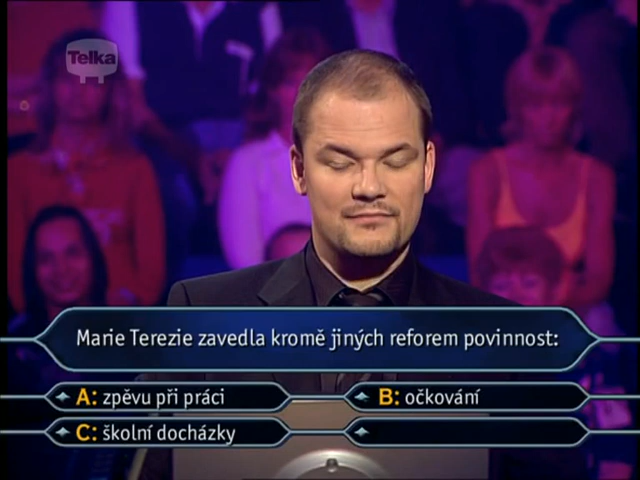 Telka
Marie Terezie zavedla kromě jiných reforem povinnost:
A: zpěvu při práci
B: očkování
C: školní docházky